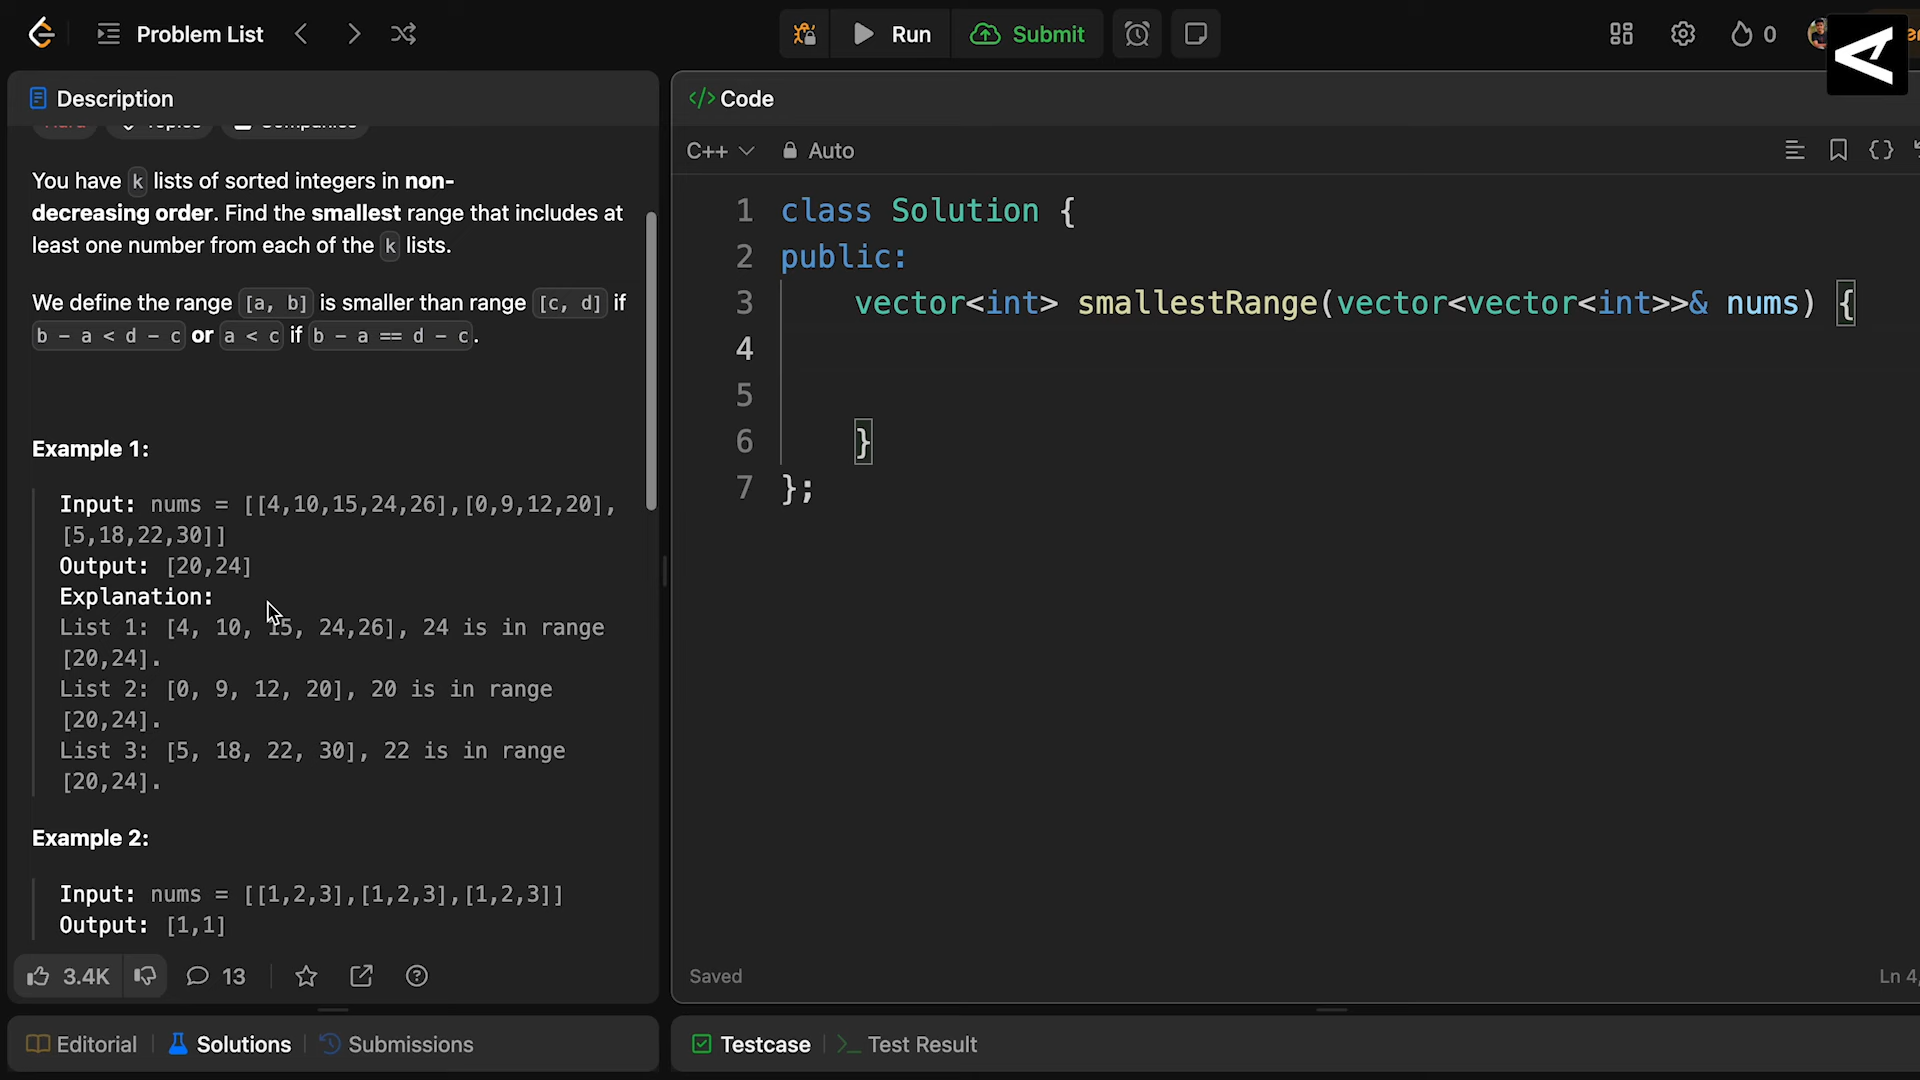 Problem List
Run
Submit
0
Description
Hard Topics Companies
You have k lists of sorted integers in non-
decreasing order. Find the smallest range that includes at
least one number from each of the k lists.
We define the range [a, b] is smaller than range [c, d] if
b - a < d - c or a < c if b - a == d - c.
Example 1:
Input: nums = [[4,10,15,24,26],[0,9,12,20],
[5,18,22,30]]
Output: [20,24]
Explanation:
List 1: [4, 10, 15, 24,26], 24 is in range
[20,24].
List 2: [0, 9, 12, 20], 20 is in range
[20,24].
List 3: [5, 18, 22, 30], 22 is in range
[20,24].
Example 2:
Input: nums = [[1,2,3],[1,2,3],[1,2,3]]
Output: [1,1]
3.4K
13
Editorial
Solutions
Submissions
</> Code
C++
Auto
{}
1 class Solution {
2 public:
3 vector<int> smallestRange(vector<vector<int>>& nums) {
4
5
6 }
7 };
Saved
Ln 4,
Testcase
Test Result